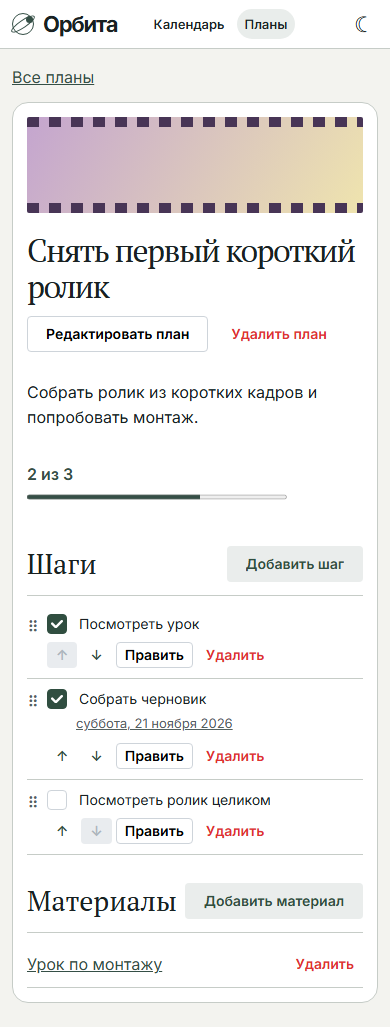 Орбита Календарь Планы
Все планы
Снять первый короткий
ролик
Редактировать план Удалить план
Собрать ролик из коротких кадров и
попробовать монтаж.
2 из 3
Шаги Добавить шаг
Посмотреть урок
↑ ↓ Править Удалить
Собрать черновик
суббота, 21 ноября 2026
↑ ↓ Править Удалить
Посмотреть ролик целиком
↑ ↓ Править Удалить
Материалы Добавить материал
Урок по монтажу Удалить